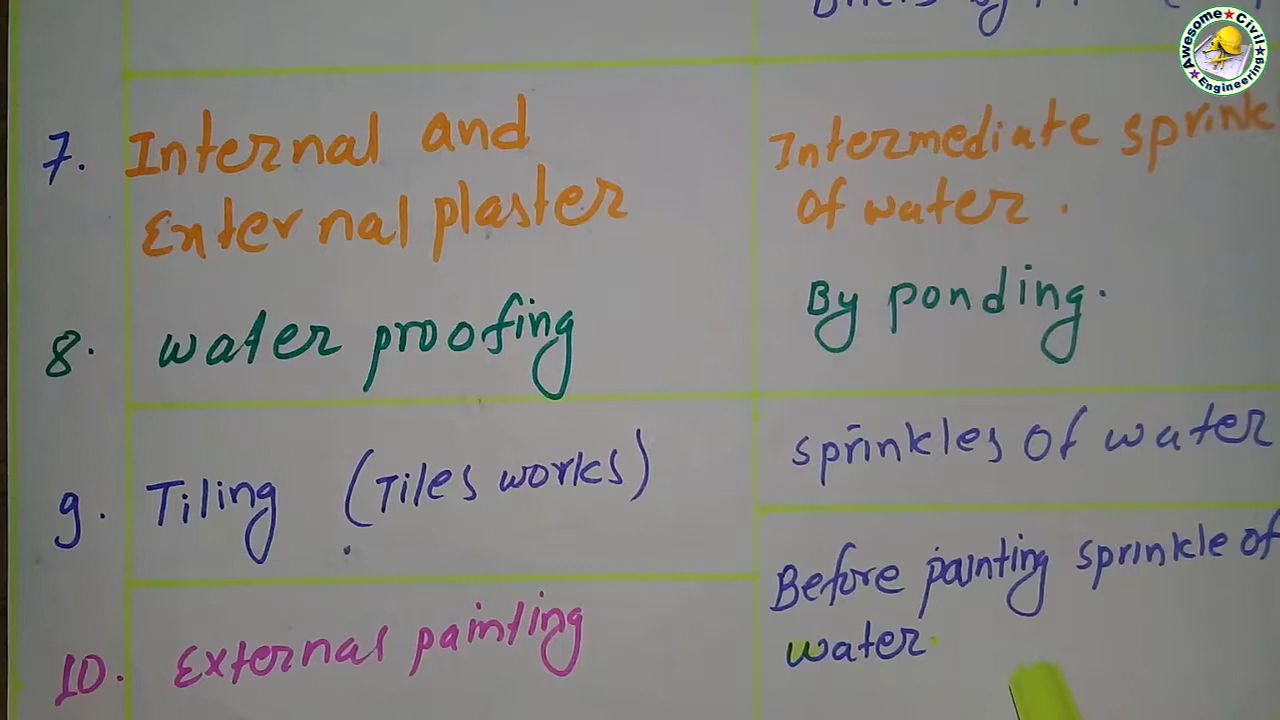 7. Internal and
External plaster
Intermediate
of water.
8. water proofing
By ponding.
9. Tiling (Tiles works)
sprinkles of water
10. External painting
Before painting sprinkle of
water.
Awesome Civil
Engineering